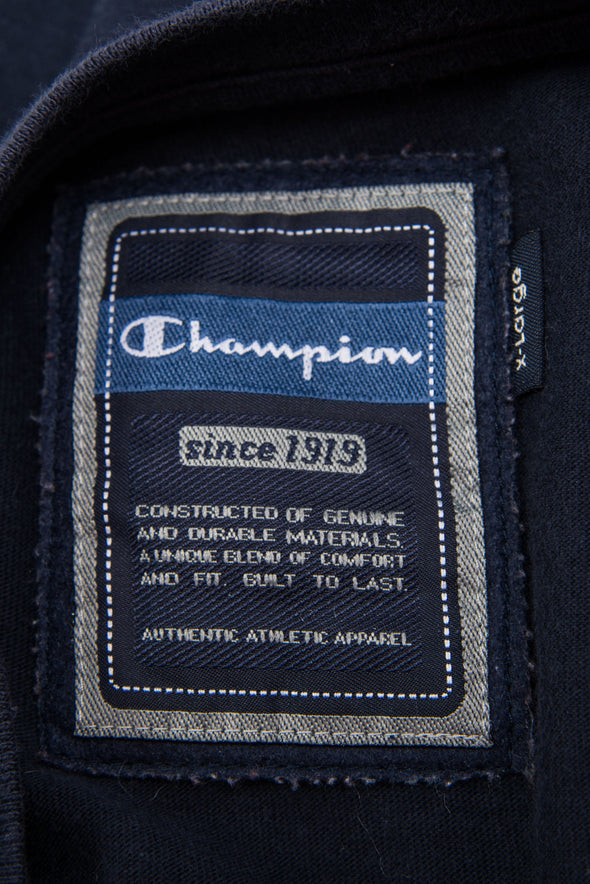 Champion
since 1919
CONSTRUCTED OF GENUINE
AND DURABLE MATERIALS,
A UNIQUE BLEND OF COMFORT
AND FIT. BUILT TO LAST.
AUTHENTIC ATHLETIC APPAREL
X-Large